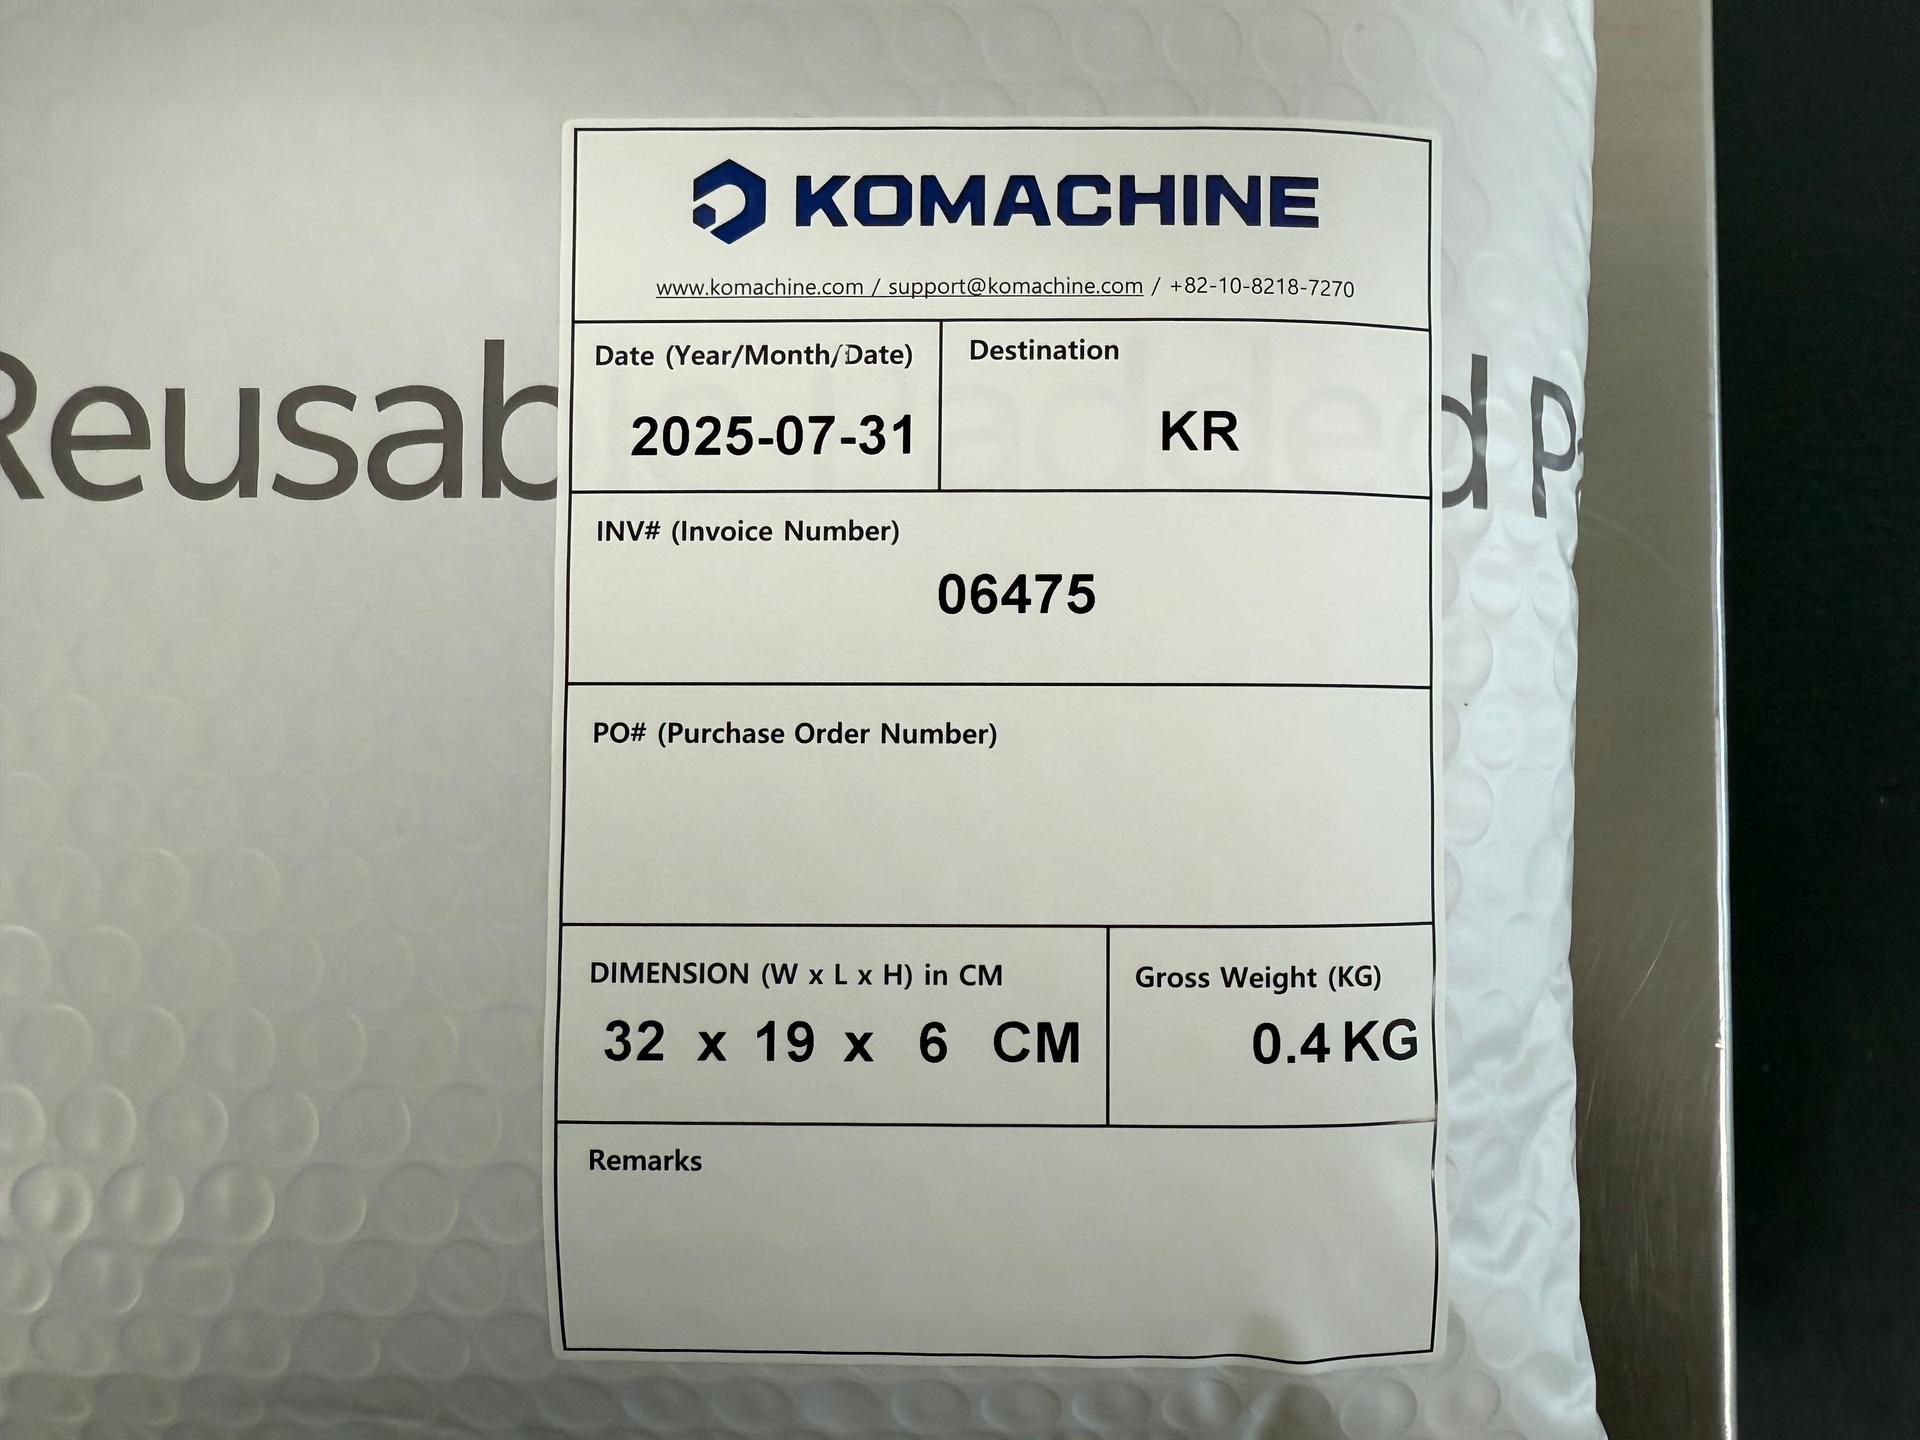 KOMACHINE
www.komachine.com / support@komachine.com / +82-10-8218-7270
Date (Year/Month/Date)
2025-07-31
Destination
KR
Reusab
d
INV# (Invoice Number)
06475
PO# (Purchase Order Number)
DIMENSION (W x L x H) in CM
32 x 19 x 6 CM
Gross Weight (KG)
0.4 KG
Remarks